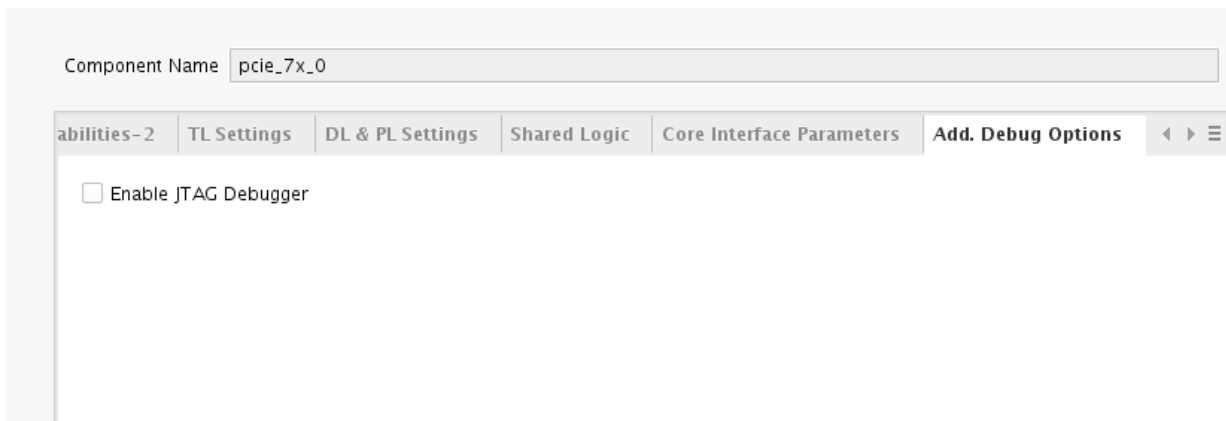 Component Name pcie_7x_0
abilities-2 TL Settings DL & PL Settings Shared Logic Core Interface Parameters Add. Debug Options
Enable JTAG Debugger